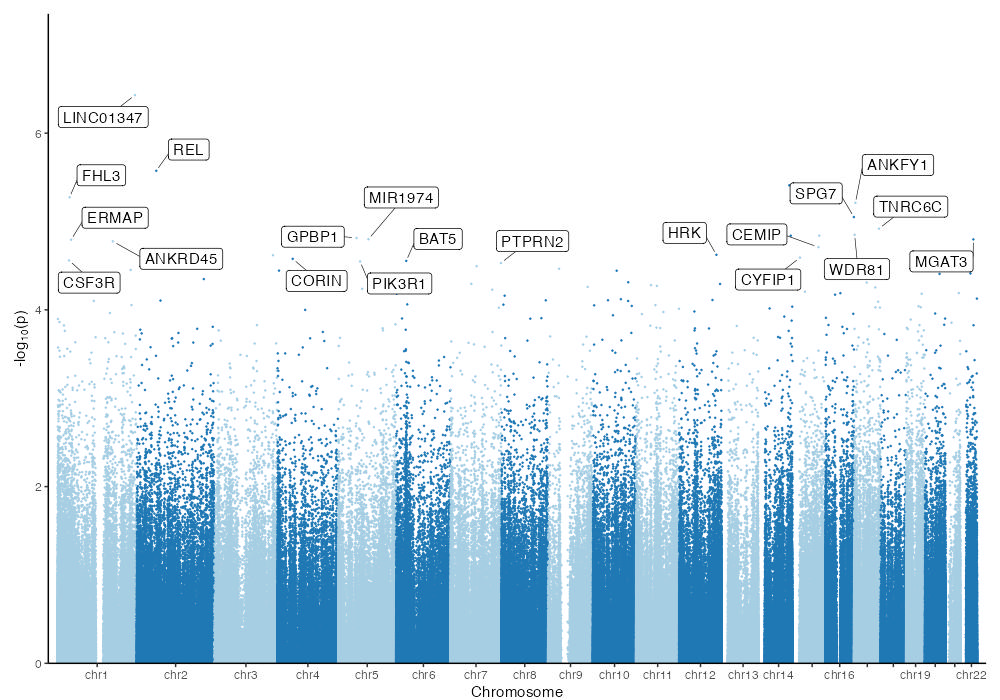 LINC01347
REL
FHL3
ERMAP
ANKRD45
CSF3R
GPBP1
MIR1974
BAT5
PTPRN2
CORIN
PIK3R1
HRK
CEMIP
CYFIP1
SPG7
ANKFY1
TNRC6C
WDR81
MGAT3
6
4
2
0
-log10(p)
chr1 chr2 chr3 chr4 chr5 chr6 chr7 chr8 chr9 chr10 chr11 chr12 chr13 chr14 chr16 chr19 chr22
Chromosome